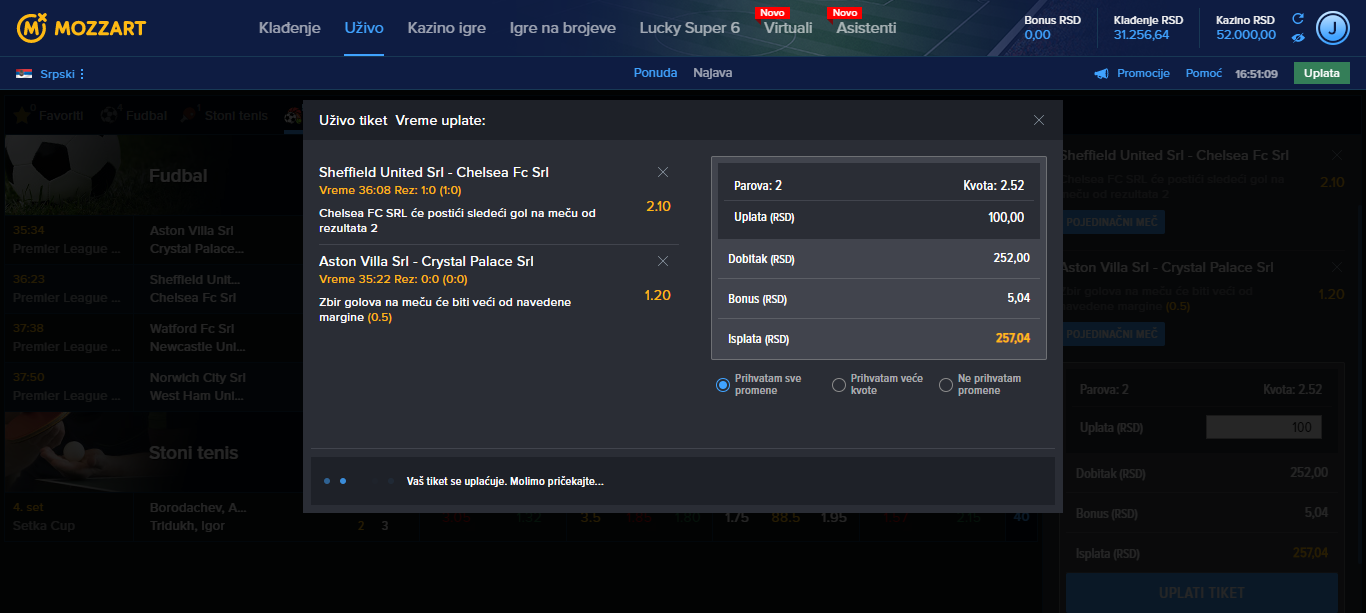 MOZZART
Klađenje
Uživo
Kazino igre
Igre na brojeve
Lucky Super 6
Novo
Virtuali
Novo
Asistenti
Bonus RSD
0,00
Klađenje RSD
31.256,64
Kazino RSD
52.000,00
J
Srpski
Ponuda
Najava
Promocije
Pomoć
16:51:09
Uplata
Favoriti
Fudbal
Stoni tenis
Fudbal
35:34
Aston Villa Srl
Premier League ...
Crystal Palace...
36:23
Sheffield Unit...
Premier League ...
Chelsea Fc Srl
37:38
Watford Fc Srl
Premier League ...
Newcastle Uni...
37:50
Norwich City Srl
Premier League ...
West Ham Uni...
Stoni tenis
4. set
Borodachev, A...
Setka Cup
Tridukh, Igor
2 3
1.32
3.5
1.80
1.75
88.5
1.95
2.15
40
Uživo tiket Vreme uplate:
Sheffield United Srl - Chelsea Fc Srl
Vreme 36:08 Rez: 1:0 (1:0)
2.10
Chelsea FC SRL će postići sledeći gol na meču od
rezultata 2
Aston Villa Srl - Crystal Palace Srl
Vreme 35:22 Rez: 0:0 (0:0)
1.20
Zbir golova na meču će biti veći od navedene
margine (0.5)
Parova: 2
Kvota: 2.52
Uplata (RSD)
100,00
Dobitak (RSD)
252,00
Bonus (RSD)
5,04
Isplata (RSD)
257,04
Prihvatam sve
promene
Prihvatam veće
kvote
Ne prihvatam
promene
Vaš tiket se uplaćuje. Molimo pričekajte...
Sheffield United Srl - Chelsea Fc Srl
Chelsea FC SRL će postići sledeći gol na
meču od rezultata 2
2.10
POJEDINAČNI MEČ
Aston Villa Srl - Crystal Palace Srl
Zbir golova na meču će biti veći od
navedene margine (0.5)
1.20
POJEDINAČNI MEČ
Parova: 2
Kvota: 2.52
Uplata (RSD)
100
Dobitak (RSD)
252,00
Bonus (RSD)
5,04
Isplata (RSD)
257,04
UPLATI TIKET